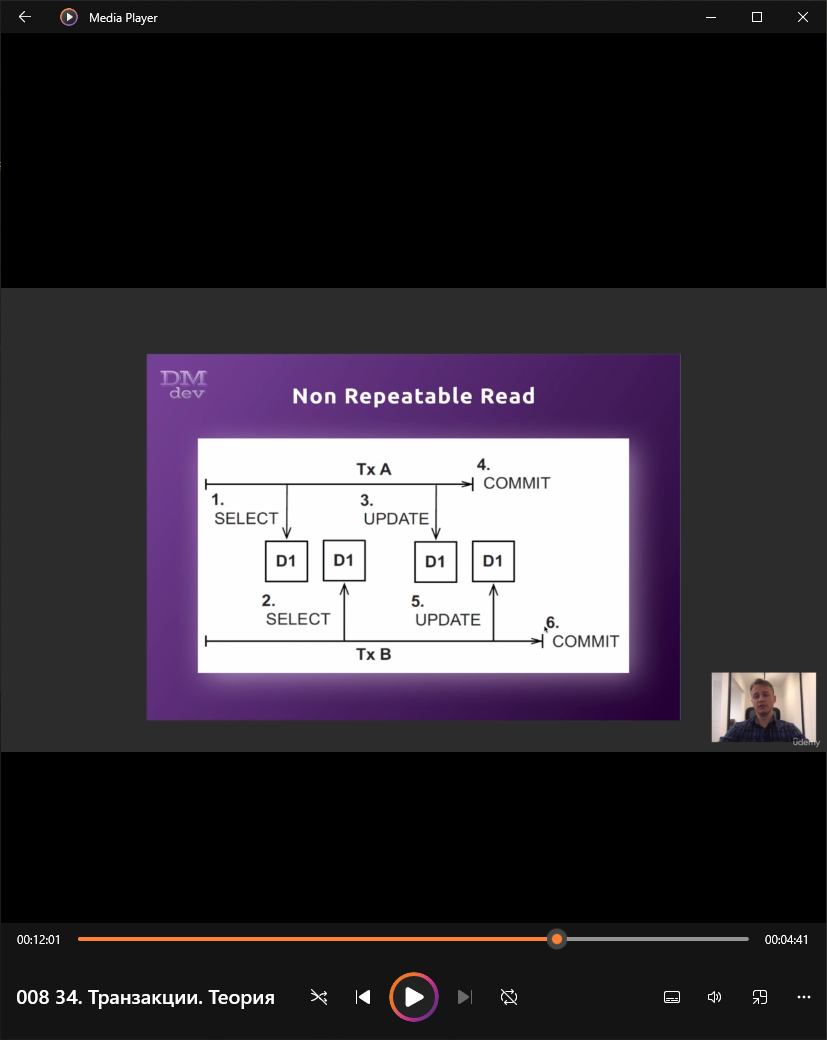 Media Player
DM
dev
Non Repeatable Read
Tx A
4.
COMMIT
1.
SELECT
3.
UPDATE
D1
D1
D1
D1
2.
SELECT
5.
UPDATE
6.
COMMIT
Tx B
udemy
00:12:01
00:04:41
008 34. Транзакции. Теория